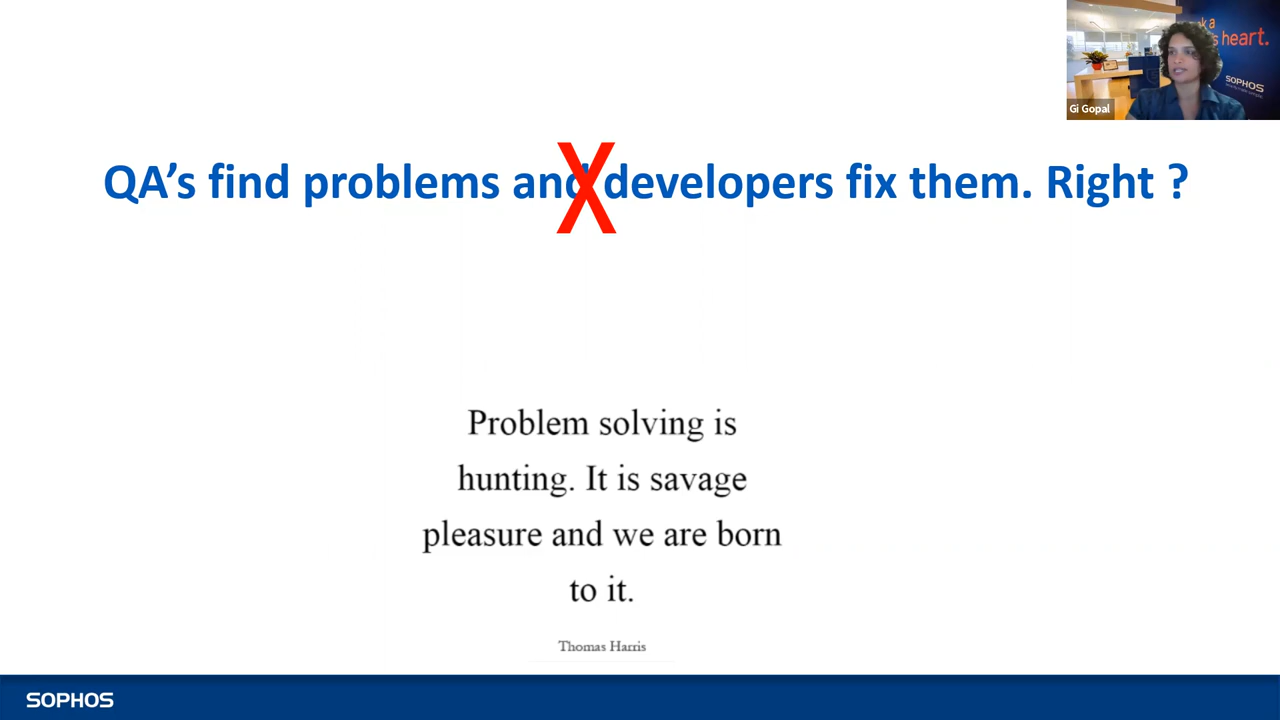 k a
s heart.
SOPHOS
Gi Gopal
QA’s find problems and developers fix them. Right ?
X
Problem solving is
hunting. It is savage
pleasure and we are born
to it.
Thomas Harris
SOPHOS